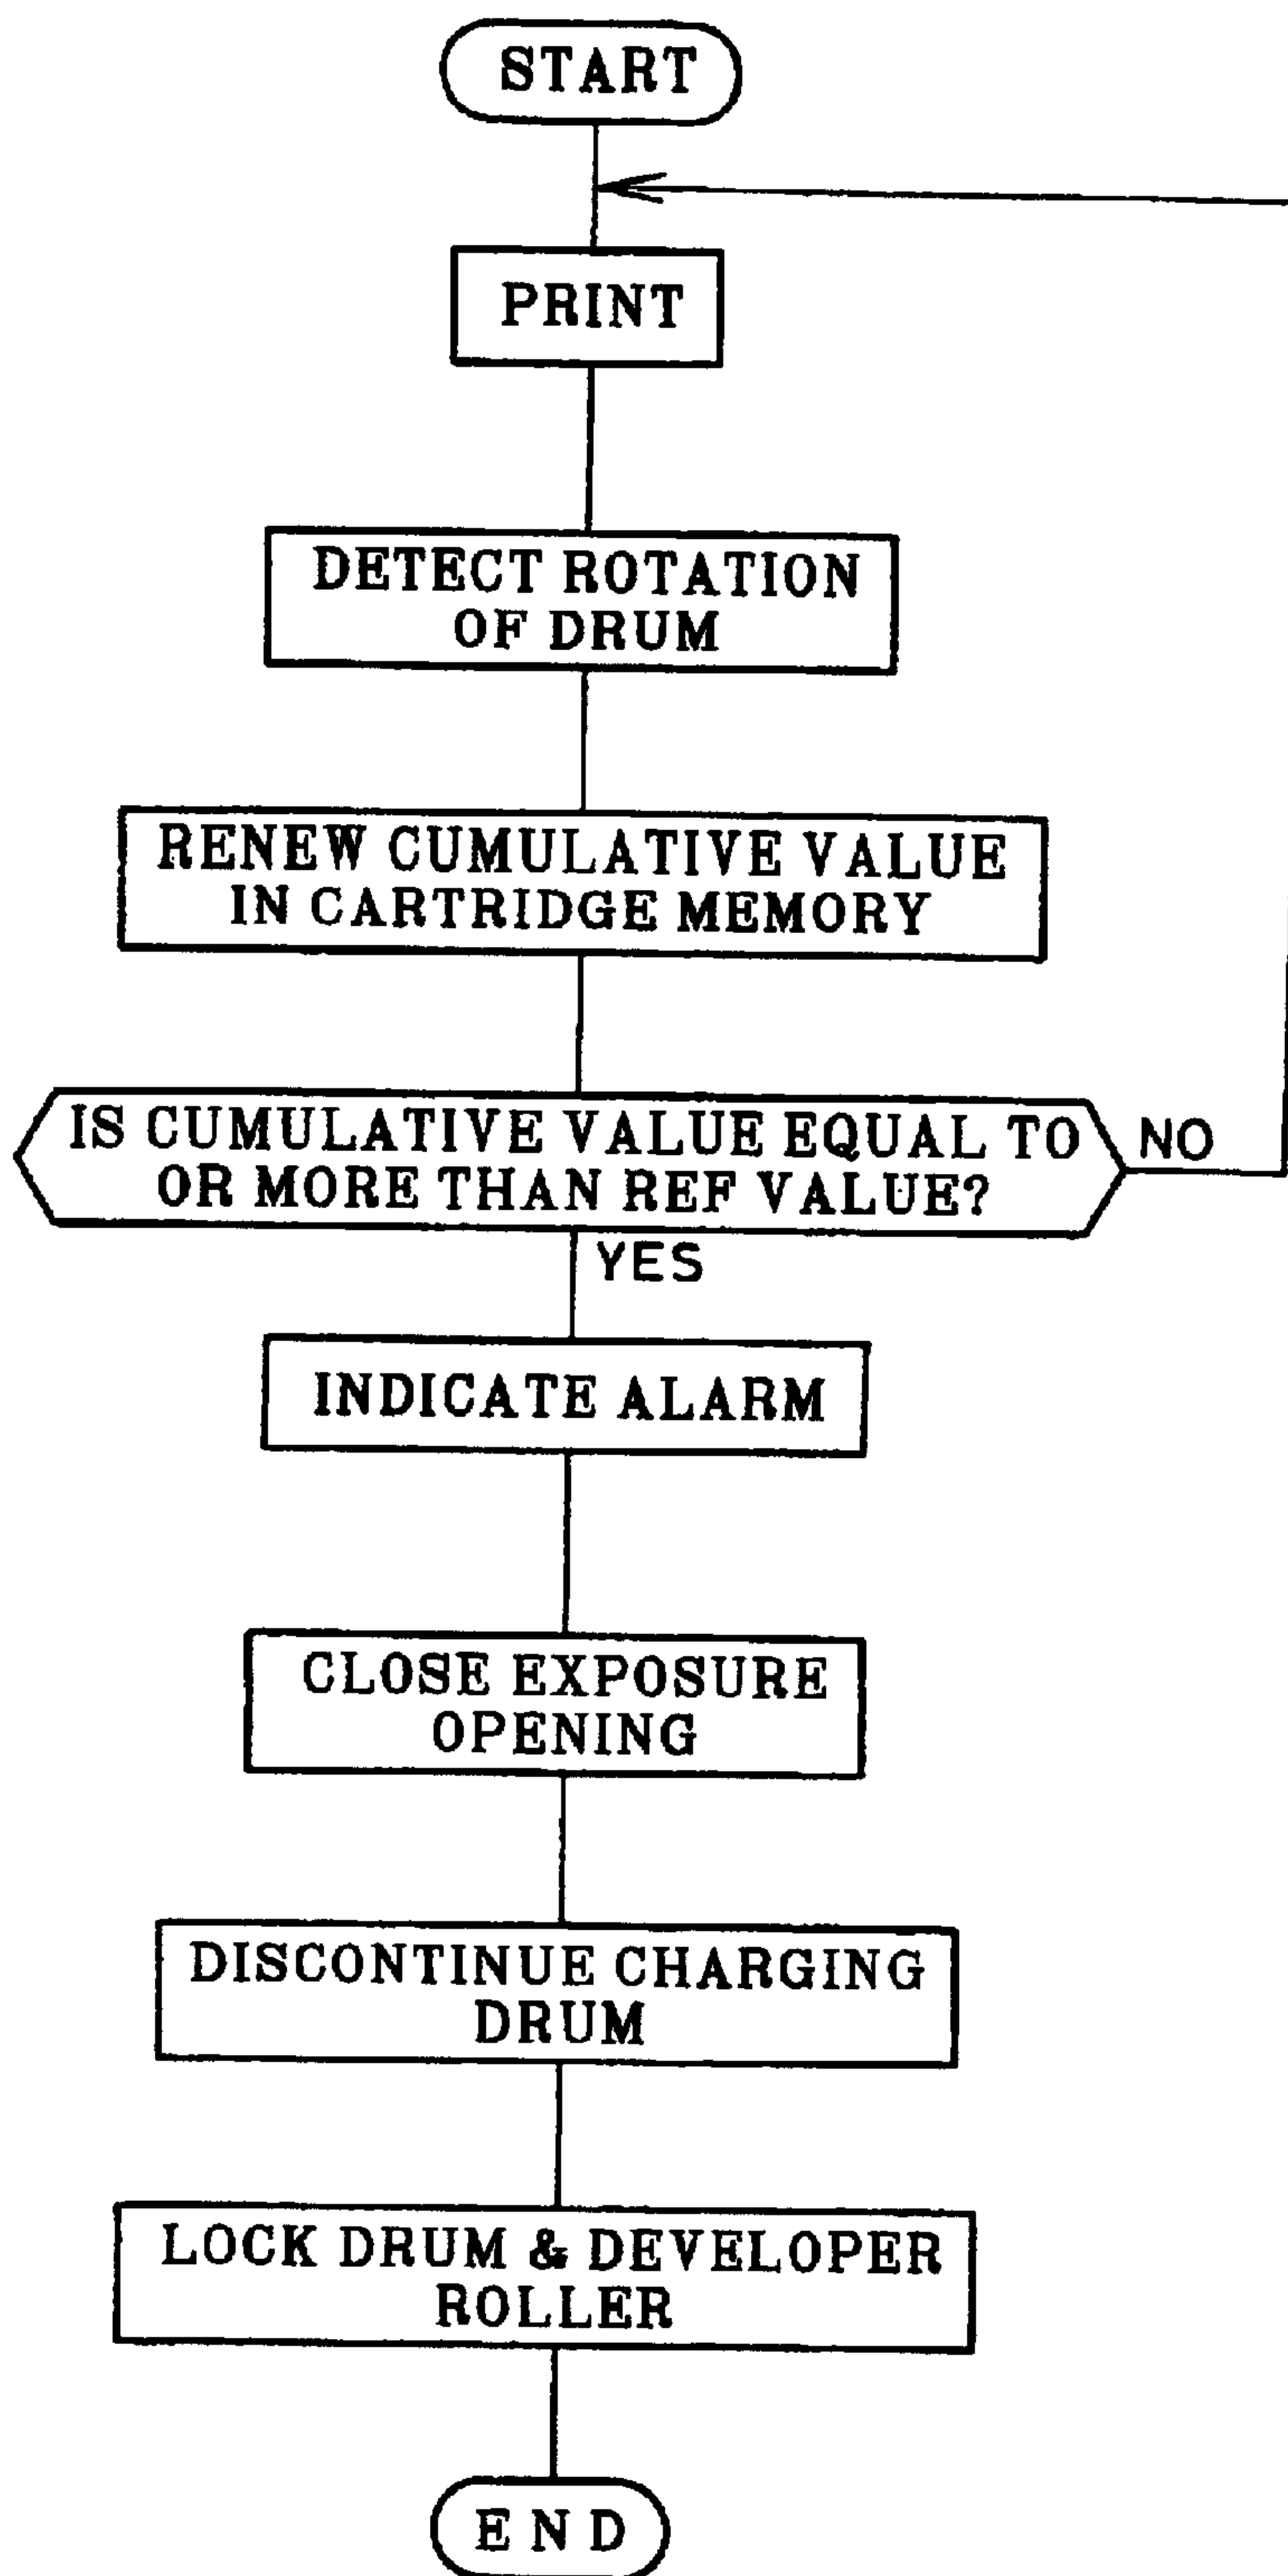 START
PRINT
DETECT ROTATION
OF DRUM
RENEW CUMULATIVE VALUE
IN CARTRIDGE MEMORY
IS CUMULATIVE VALUE EQUAL TO
OR MORE THAN REF VALUE?
NO
YES
INDICATE ALARM
CLOSE EXPOSURE
OPENING
DISCONTINUE CHARGING
DRUM
LOCK DRUM & DEVELOPER
ROLLER
END